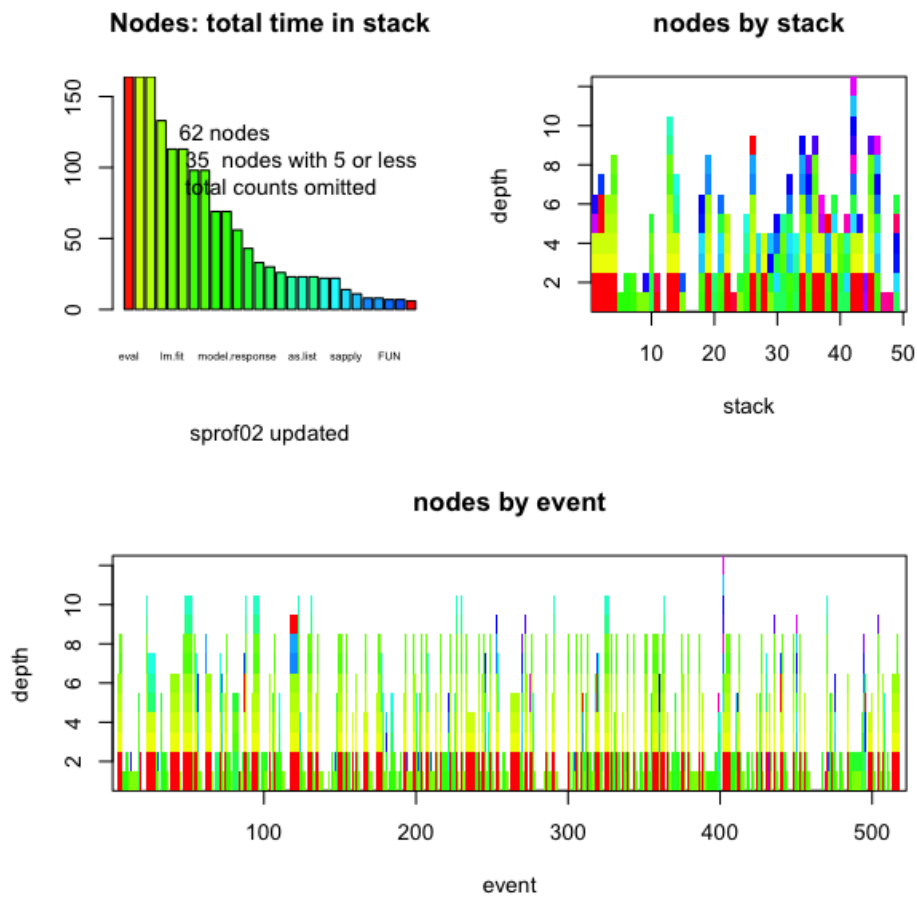 Nodes: total time in stack
150
100
50
0
62 nodes
35 nodes with 5 or less
total counts omitted
eval lm.fit model.response as.list sapply FUN
sprof02 updated
nodes by stack
depth
10
8
6
4
2
10 20 30 40 50
stack
nodes by event
depth
10
8
6
4
2
100 200 300 400 500
event